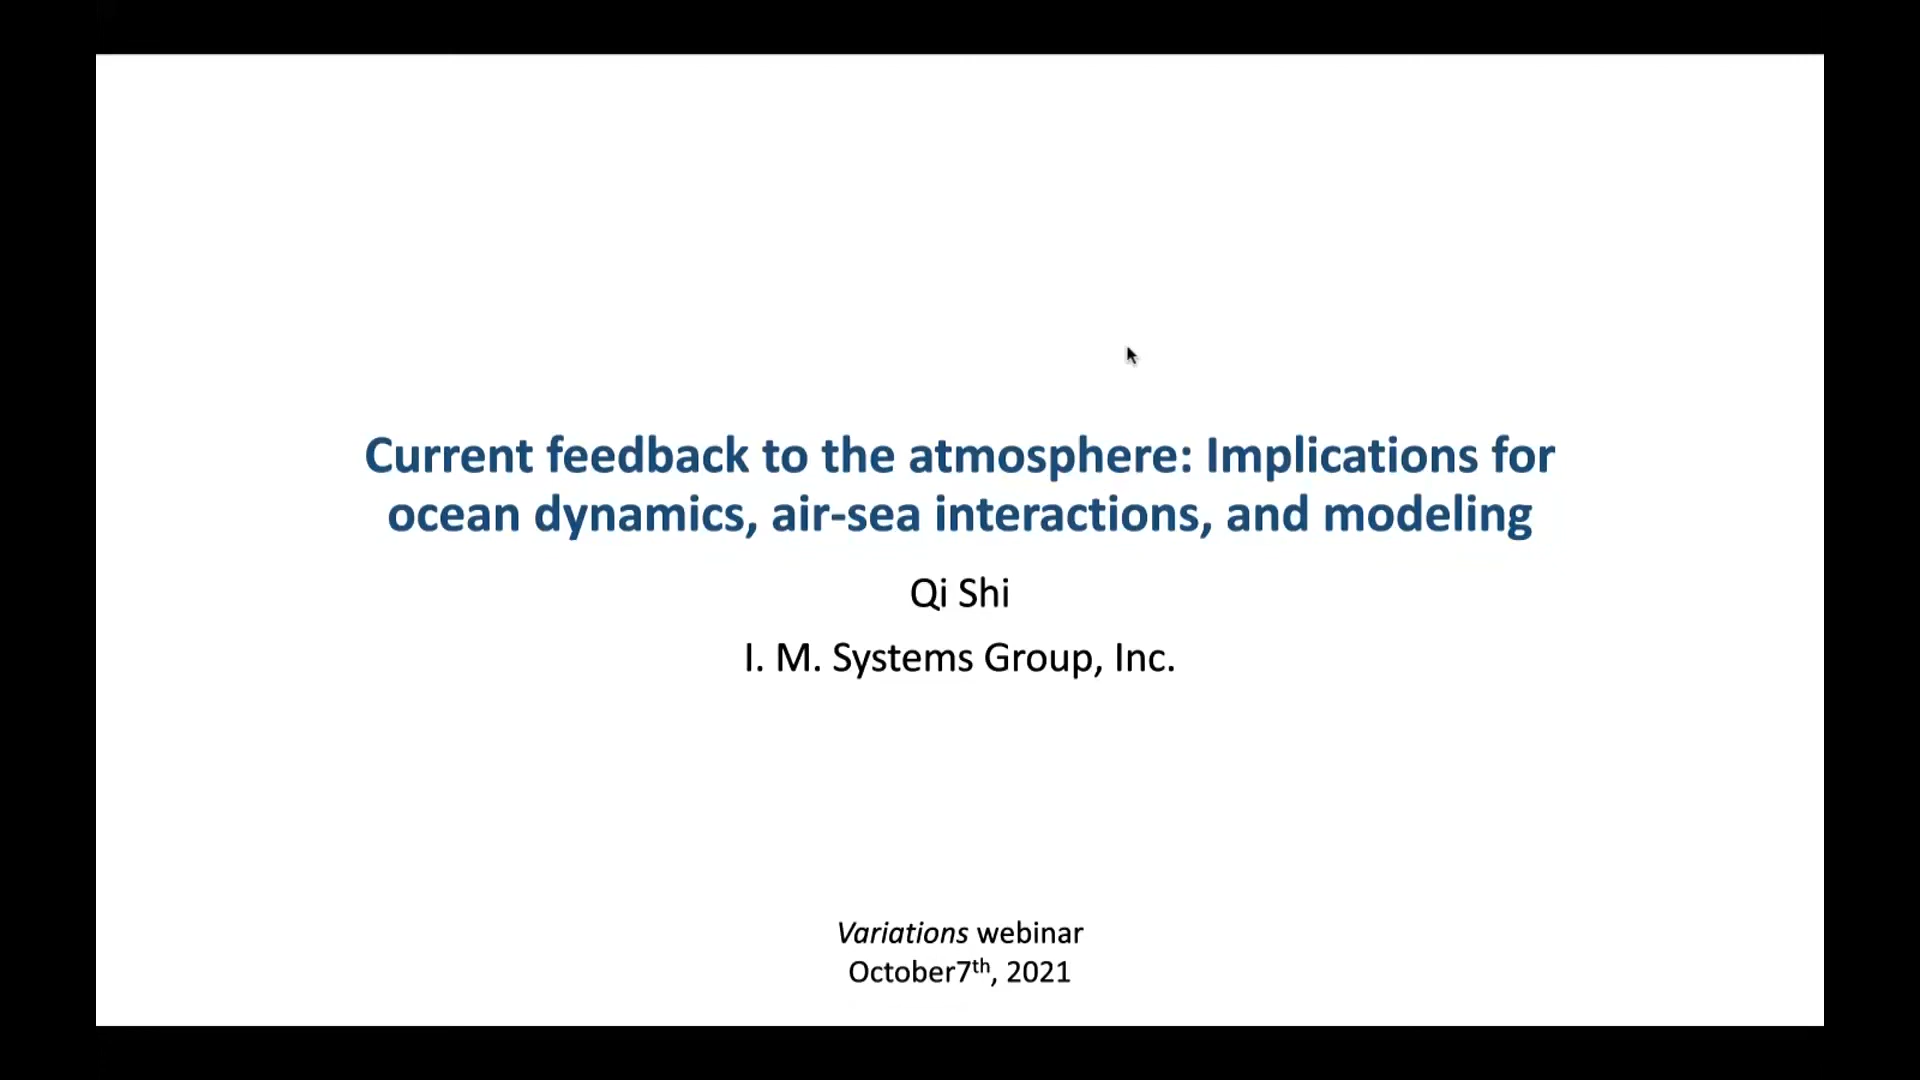 Current feedback to the atmosphere: Implications for
ocean dynamics, air-sea interactions, and modeling
Qi Shi
I. M. Systems Group, Inc.
Variations webinar
October7th, 2021